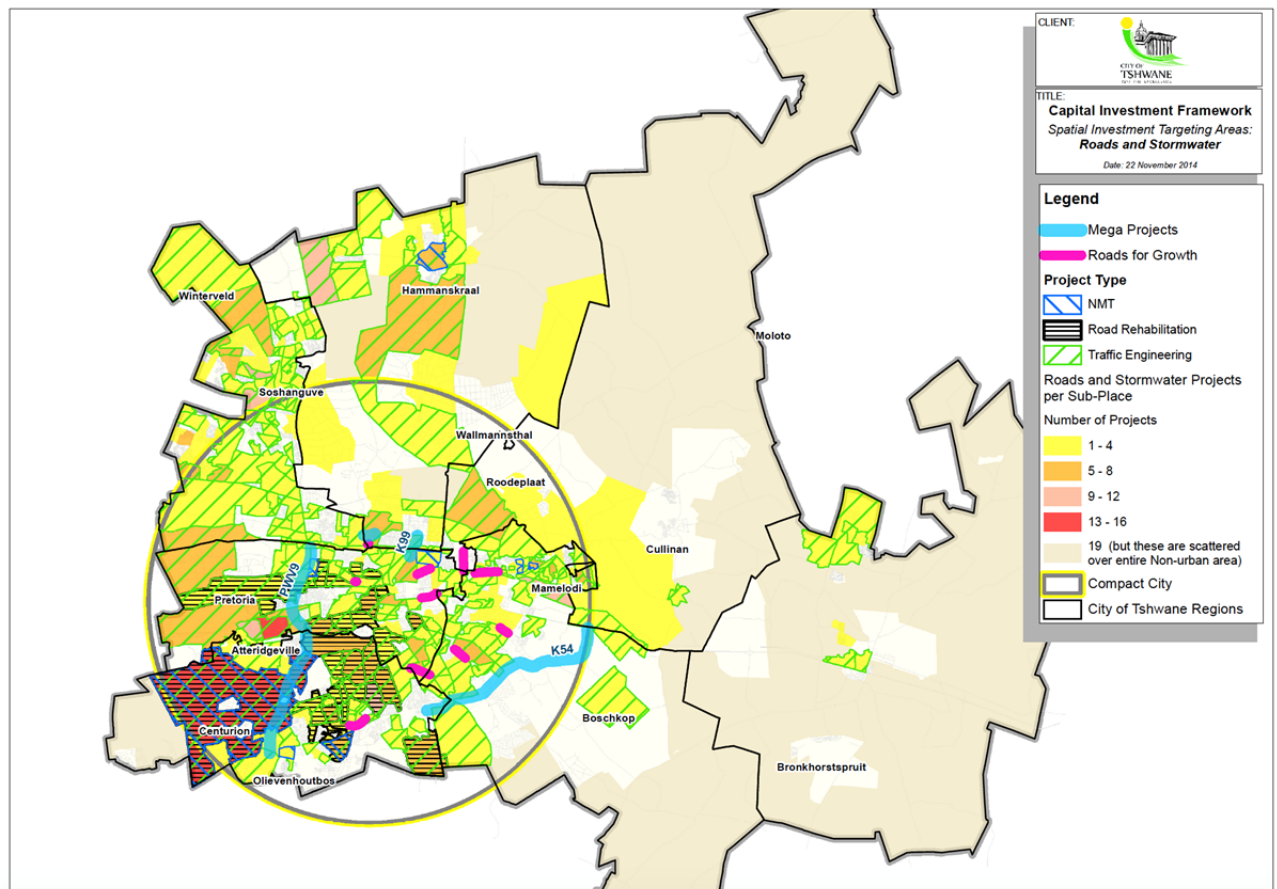 CLIENT:
CITY OF
TSHWANE
TITLE:
Capital Investment Framework
Spatial Investment Targeting Areas:
Roads and Stormwater
Date: 22 November 2014
Legend
Mega Projects
Roads for Growth
Project Type
NMT
Road Rehabilitation
Traffic Engineering
Roads and Stormwater Projects
per Sub-Place
Number of Projects
1 - 4
5 - 8
9 - 12
13 - 16
19 (but these are scattered
over entire Non-urban area)
Compact City
City of Tshwane Regions
Winterveld
Hammanskraal
Moloto
Soshanguve
Wallmannsthal
Roodeplaat
K99
Cullinan
PWV9
Mamelodi
Pretoria
Atteridgeville
K54
Boschkop
Centurion
Bronkhorstspruit
Olievenhoutbos